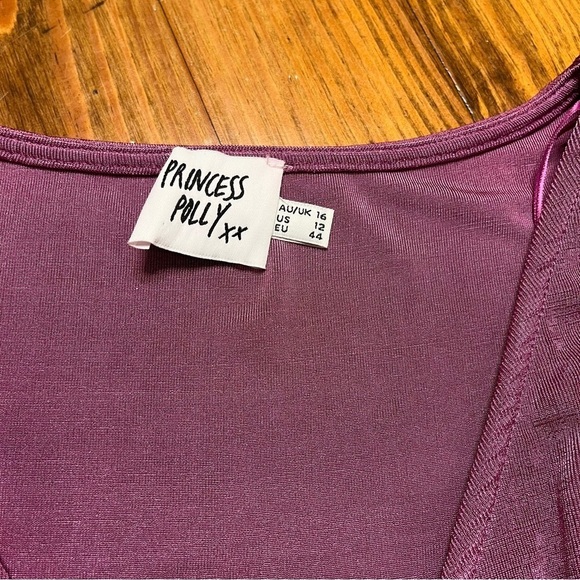 PRINCESS
POLLY xx
AU/UK 16
US 12
EU 44